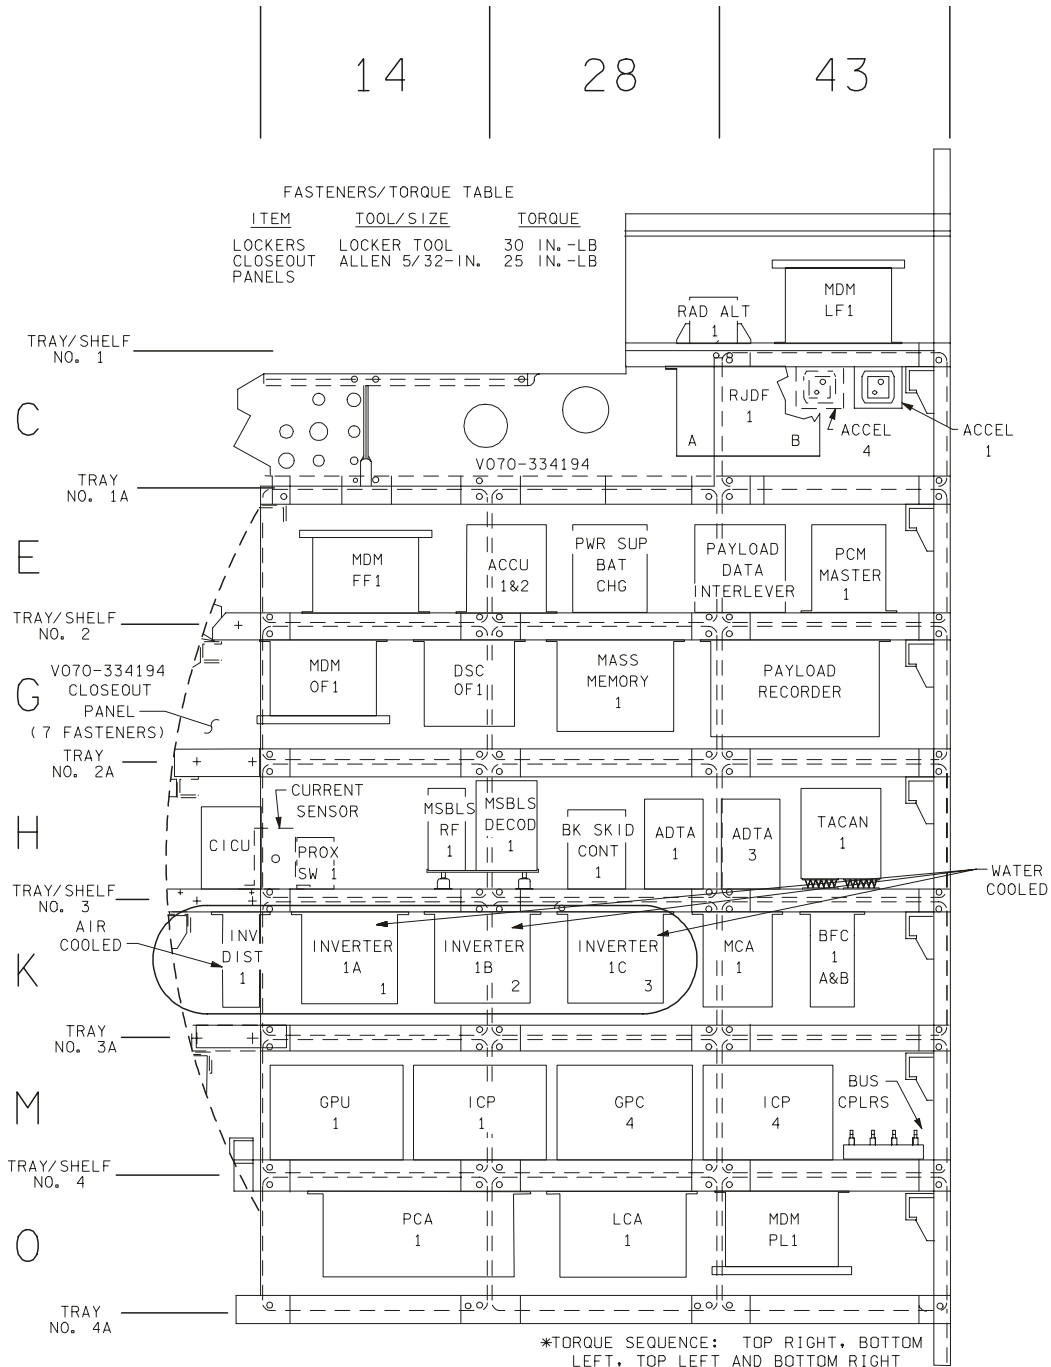 14 28 43
FASTENERS/TORQUE TABLE
ITEM TOOL/SIZE TORQUE
LOCKERS LOCKER TOOL 30 IN.-LB
CLOSEOUT ALLEN 5/32-IN. 25 IN.-LB
PANELS
MDM
LF1
RAD ALT
1
TRAY/SHELF
NO. 1
C
RJDF
1
A B
ACCEL
4
ACCEL
1
V070-334194
TRAY
NO. 1A
E
MDM
FF1
ACCU
1&2
PWR SUP
BAT
CHG
PAYLOAD
DATA
INTERLEVER
PCM
MASTER
1
TRAY/SHELF
NO. 2
G
V070-334194
CLOSEOUT
PANEL
(7 FASTENERS)
MDM
OF1
DSC
OF1
MASS
MEMORY
1
PAYLOAD
RECORDER
TRAY
NO. 2A
H
CURRENT
SENSOR
CICU
PROX
SW 1
MSBLS
RF
1
MSBLS
DECOD
1
BK SKID
CONT
1
ADTA
1
ADTA
3
TACAN
1
WATER
COOLED
TRAY/SHELF
NO. 3
AIR
COOLED
K
INV
DIST
1
INVERTER
1A
1
INVERTER
1B
2
INVERTER
1C
3
MCA
1
BFC
1
A&B
TRAY
NO. 3A
M
GPU
1
ICP
1
GPC
4
ICP
4
BUS
CPLRS
TRAY/SHELF
NO. 4
O
PCA
1
LCA
1
MDM
PL1
TRAY
NO. 4A
*TORQUE SEQUENCE: TOP RIGHT, BOTTOM
LEFT, TOP LEFT AND BOTTOM RIGHT